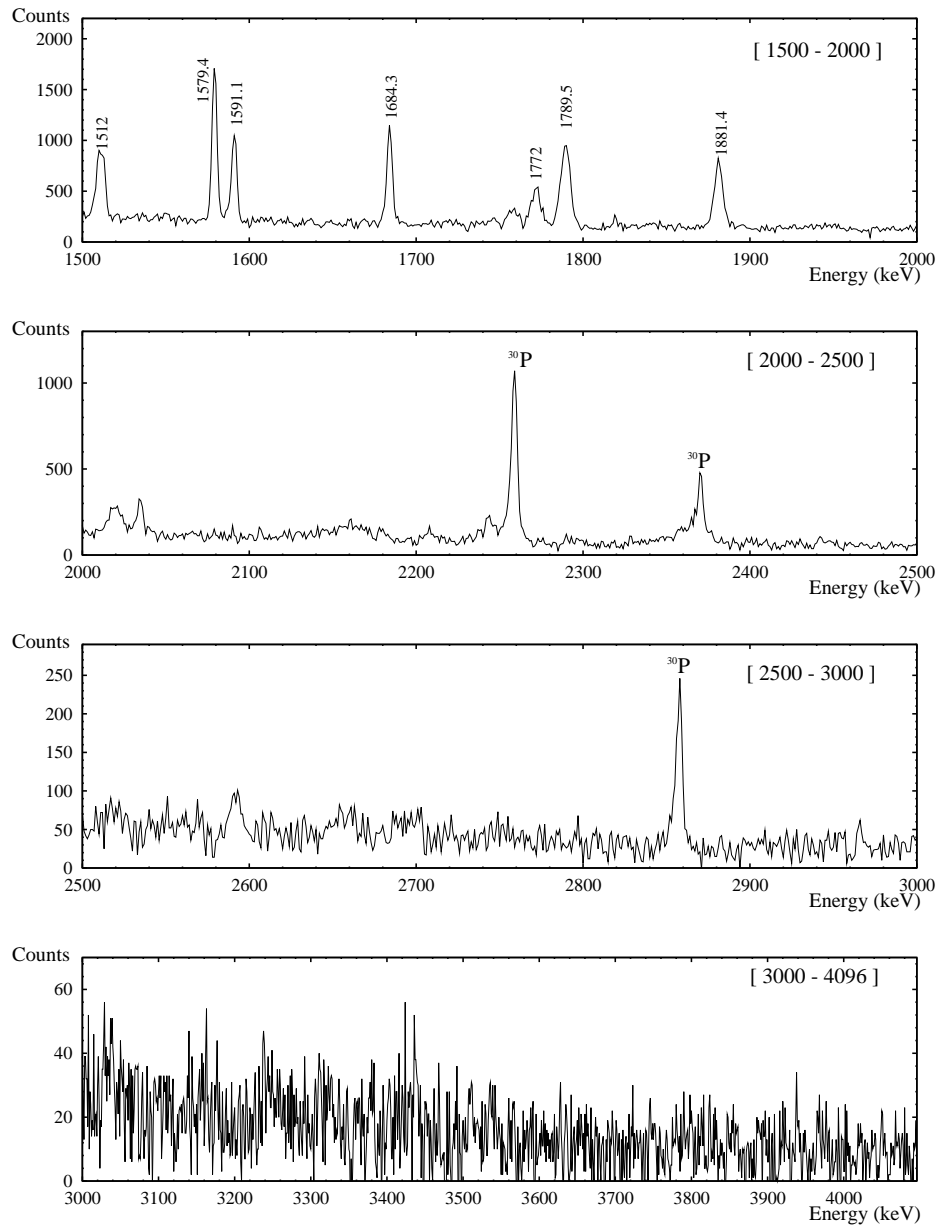 Counts
2000
1500
1000
500
0
1512
1579.4
1591.1
1684.3
1772
1789.5
1881.4
[ 1500 - 2000 ]
1500 1600 1700 1800 1900 2000
Energy (keV)
Counts
1000
500
0
30P
30P
[ 2000 - 2500 ]
2000 2100 2200 2300 2400 2500
Energy (keV)
Counts
250
200
150
100
50
0
30P
[ 2500 - 3000 ]
2500 2600 2700 2800 2900 3000
Energy (keV)
Counts
60
40
20
0
[ 3000 - 4096 ]
3000 3100 3200 3300 3400 3500 3600 3700 3800 3900 4000
Energy (keV)